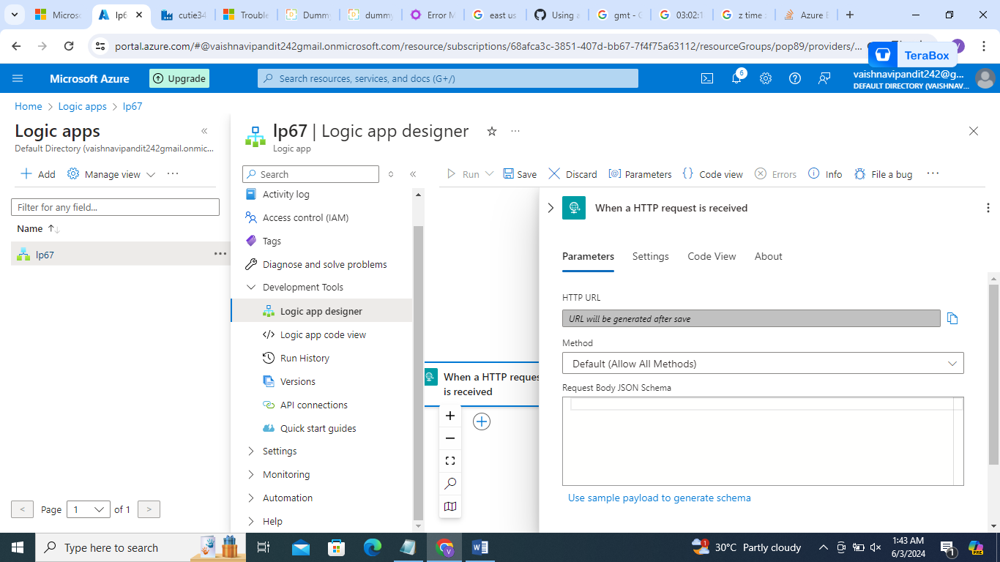 Microso
lp6
cutie34
Trouble
Dummy
dummy
Error M
east us
Using a
gmt - G
03:02:1
z time
Azure E
portal.azure.com/#@vaishnavipandit242gmail.onmicrosoft.com/resource/subscriptions/68afca3c-3851-407d-bb67-7f4f75a63112/resourceGroups/pop89/providers/...
TeraBox
Microsoft Azure
Upgrade
Search resources, services, and docs (G+/)
6
vaishnavipandit242@g...
DEFAULT DIRECTORY (VAISHNAV...
Home > Logic apps > lp67
Logic apps
Default Directory (vaishnavipandit242gmail.onmic...
Add
Manage view
Filter for any field...
Name
lp67
Page 1 of 1
lp67 | Logic app designer
Logic app
Search
Activity log
Access control (IAM)
Tags
Diagnose and solve problems
Development Tools
Logic app designer
Logic app code view
Run History
Versions
API connections
Quick start guides
Settings
Monitoring
Automation
Help
Run
Save
Discard
Parameters
Code view
Errors
Info
File a bug
When a HTTP reques
is received
When a HTTP request is received
Parameters
Settings
Code View
About
HTTP URL
URL will be generated after save
Method
Default (Allow All Methods)
Request Body JSON Schema
Use sample payload to generate schema
Type here to search
30°C Partly cloudy
1:43 AM
6/3/2024
1
PRE